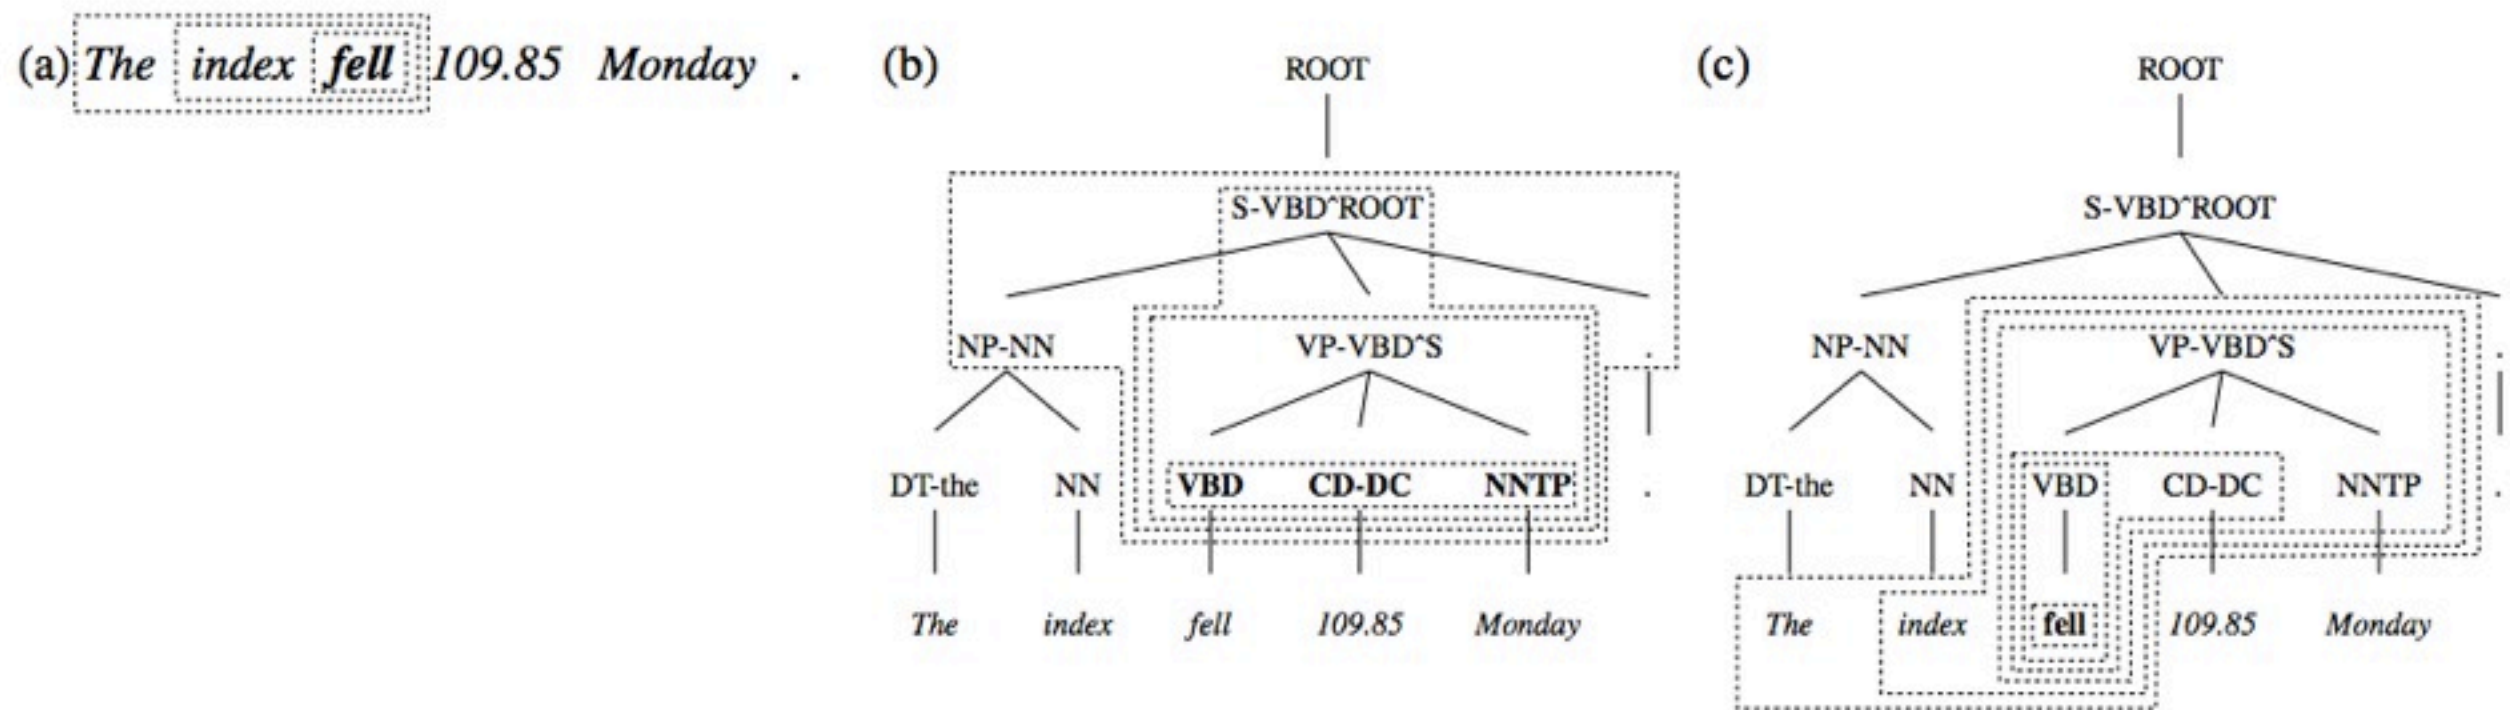 (a) The index fell 109.85 Monday .
(b) ROOT
S-VBD^ROOT
NP-NN VP-VBD^S .
DT-the NN VBD CD-DC NNTP .
The index fell 109.85 Monday
(c) ROOT
S-VBD^ROOT
NP-NN VP-VBD^S .
DT-the NN VBD CD-DC NNTP .
The index fell 109.85 Monday